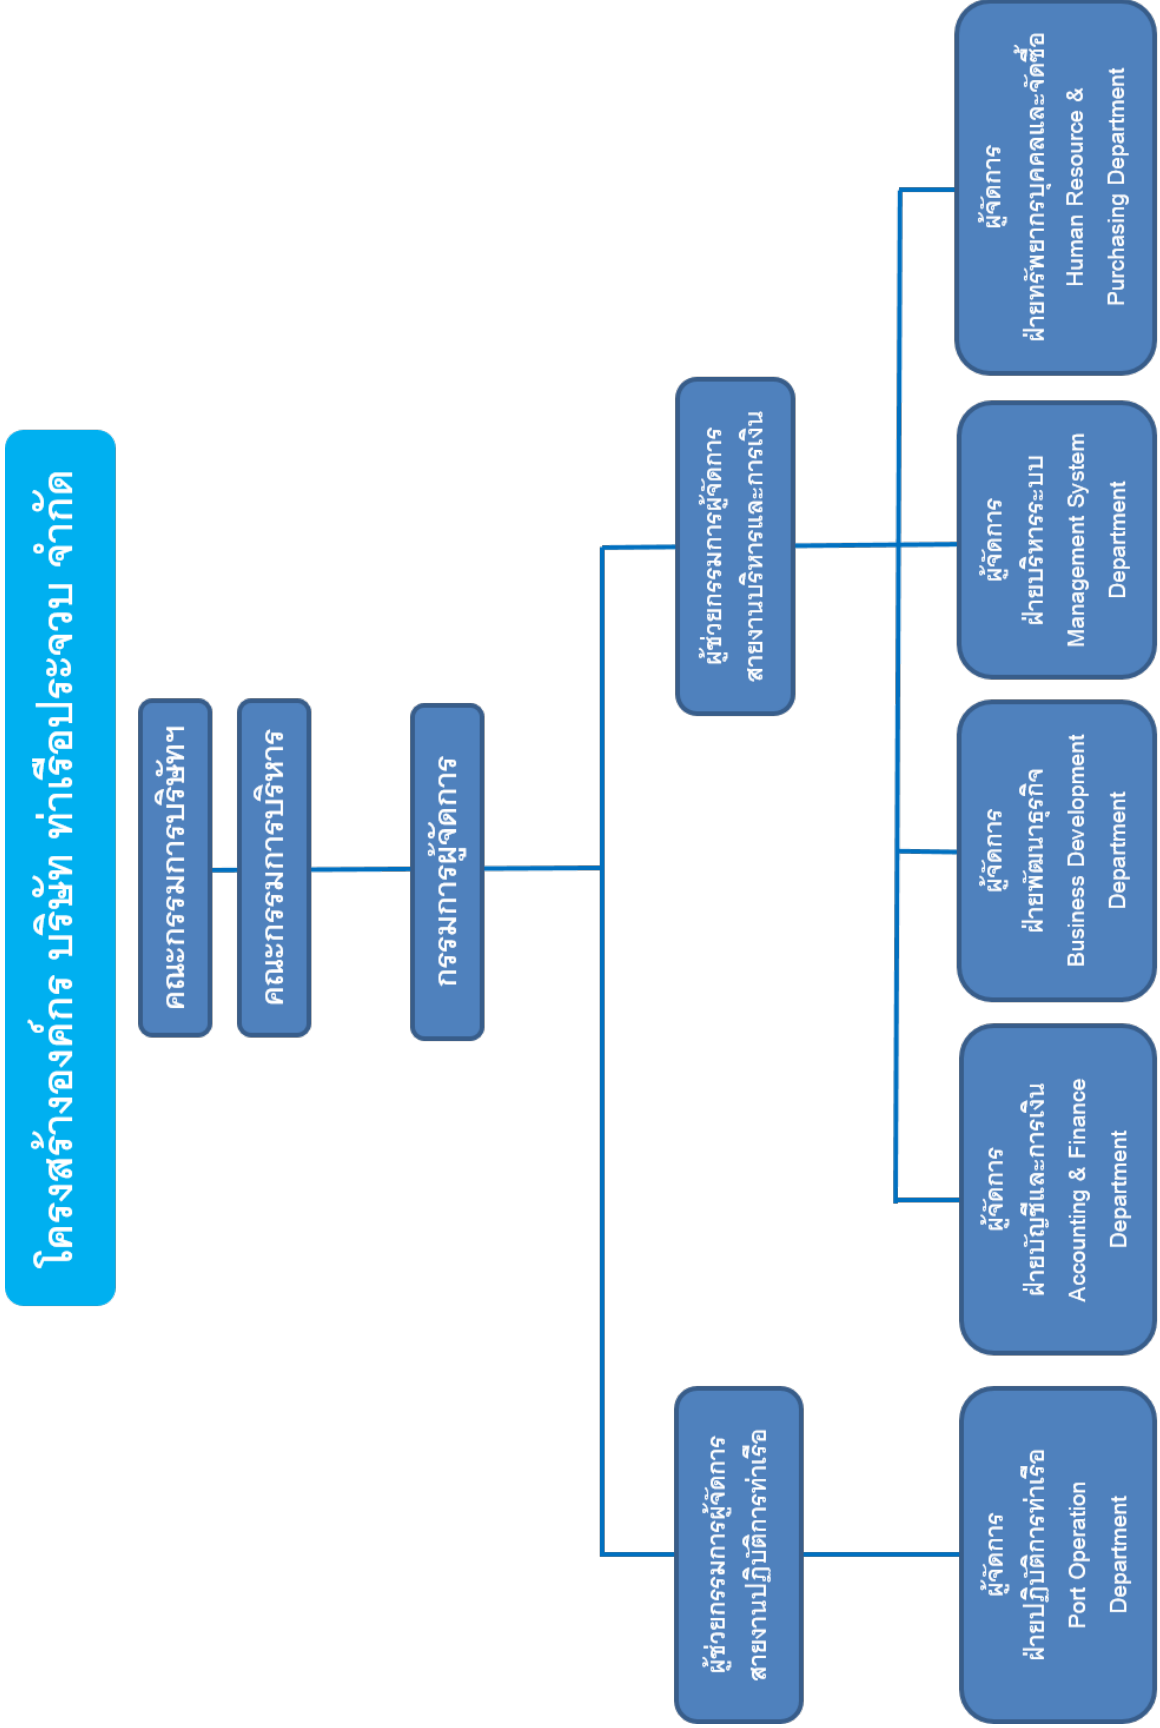 โครงสร้างองค์กร บริษัท ท่าเรือประจวบ จำกัด
คณะกรรมการบริษัทฯ
คณะกรรมการบริหาร
กรรมการผู้จัดการ
ผู้ช่วยกรรมการผู้จัดการ
สายงานปฏิบัติการท่าเรือ
ผู้ช่วยกรรมการผู้จัดการ
สายงานบริหารและการเงิน
ผู้จัดการ
ฝ่ายปฏิบัติการท่าเรือ
Port Operation
Department
ผู้จัดการ
ฝ่ายบัญชีและการเงิน
Accounting & Finance
Department
ผู้จัดการ
ฝ่ายพัฒนาธุรกิจ
Business Development
Department
ผู้จัดการ
ฝ่ายบริหารระบบ
Management System
Department
ผู้จัดการ
ฝ่ายทรัพยากรบุคคลและจัดซื้อ
Human Resource &
Purchasing Department